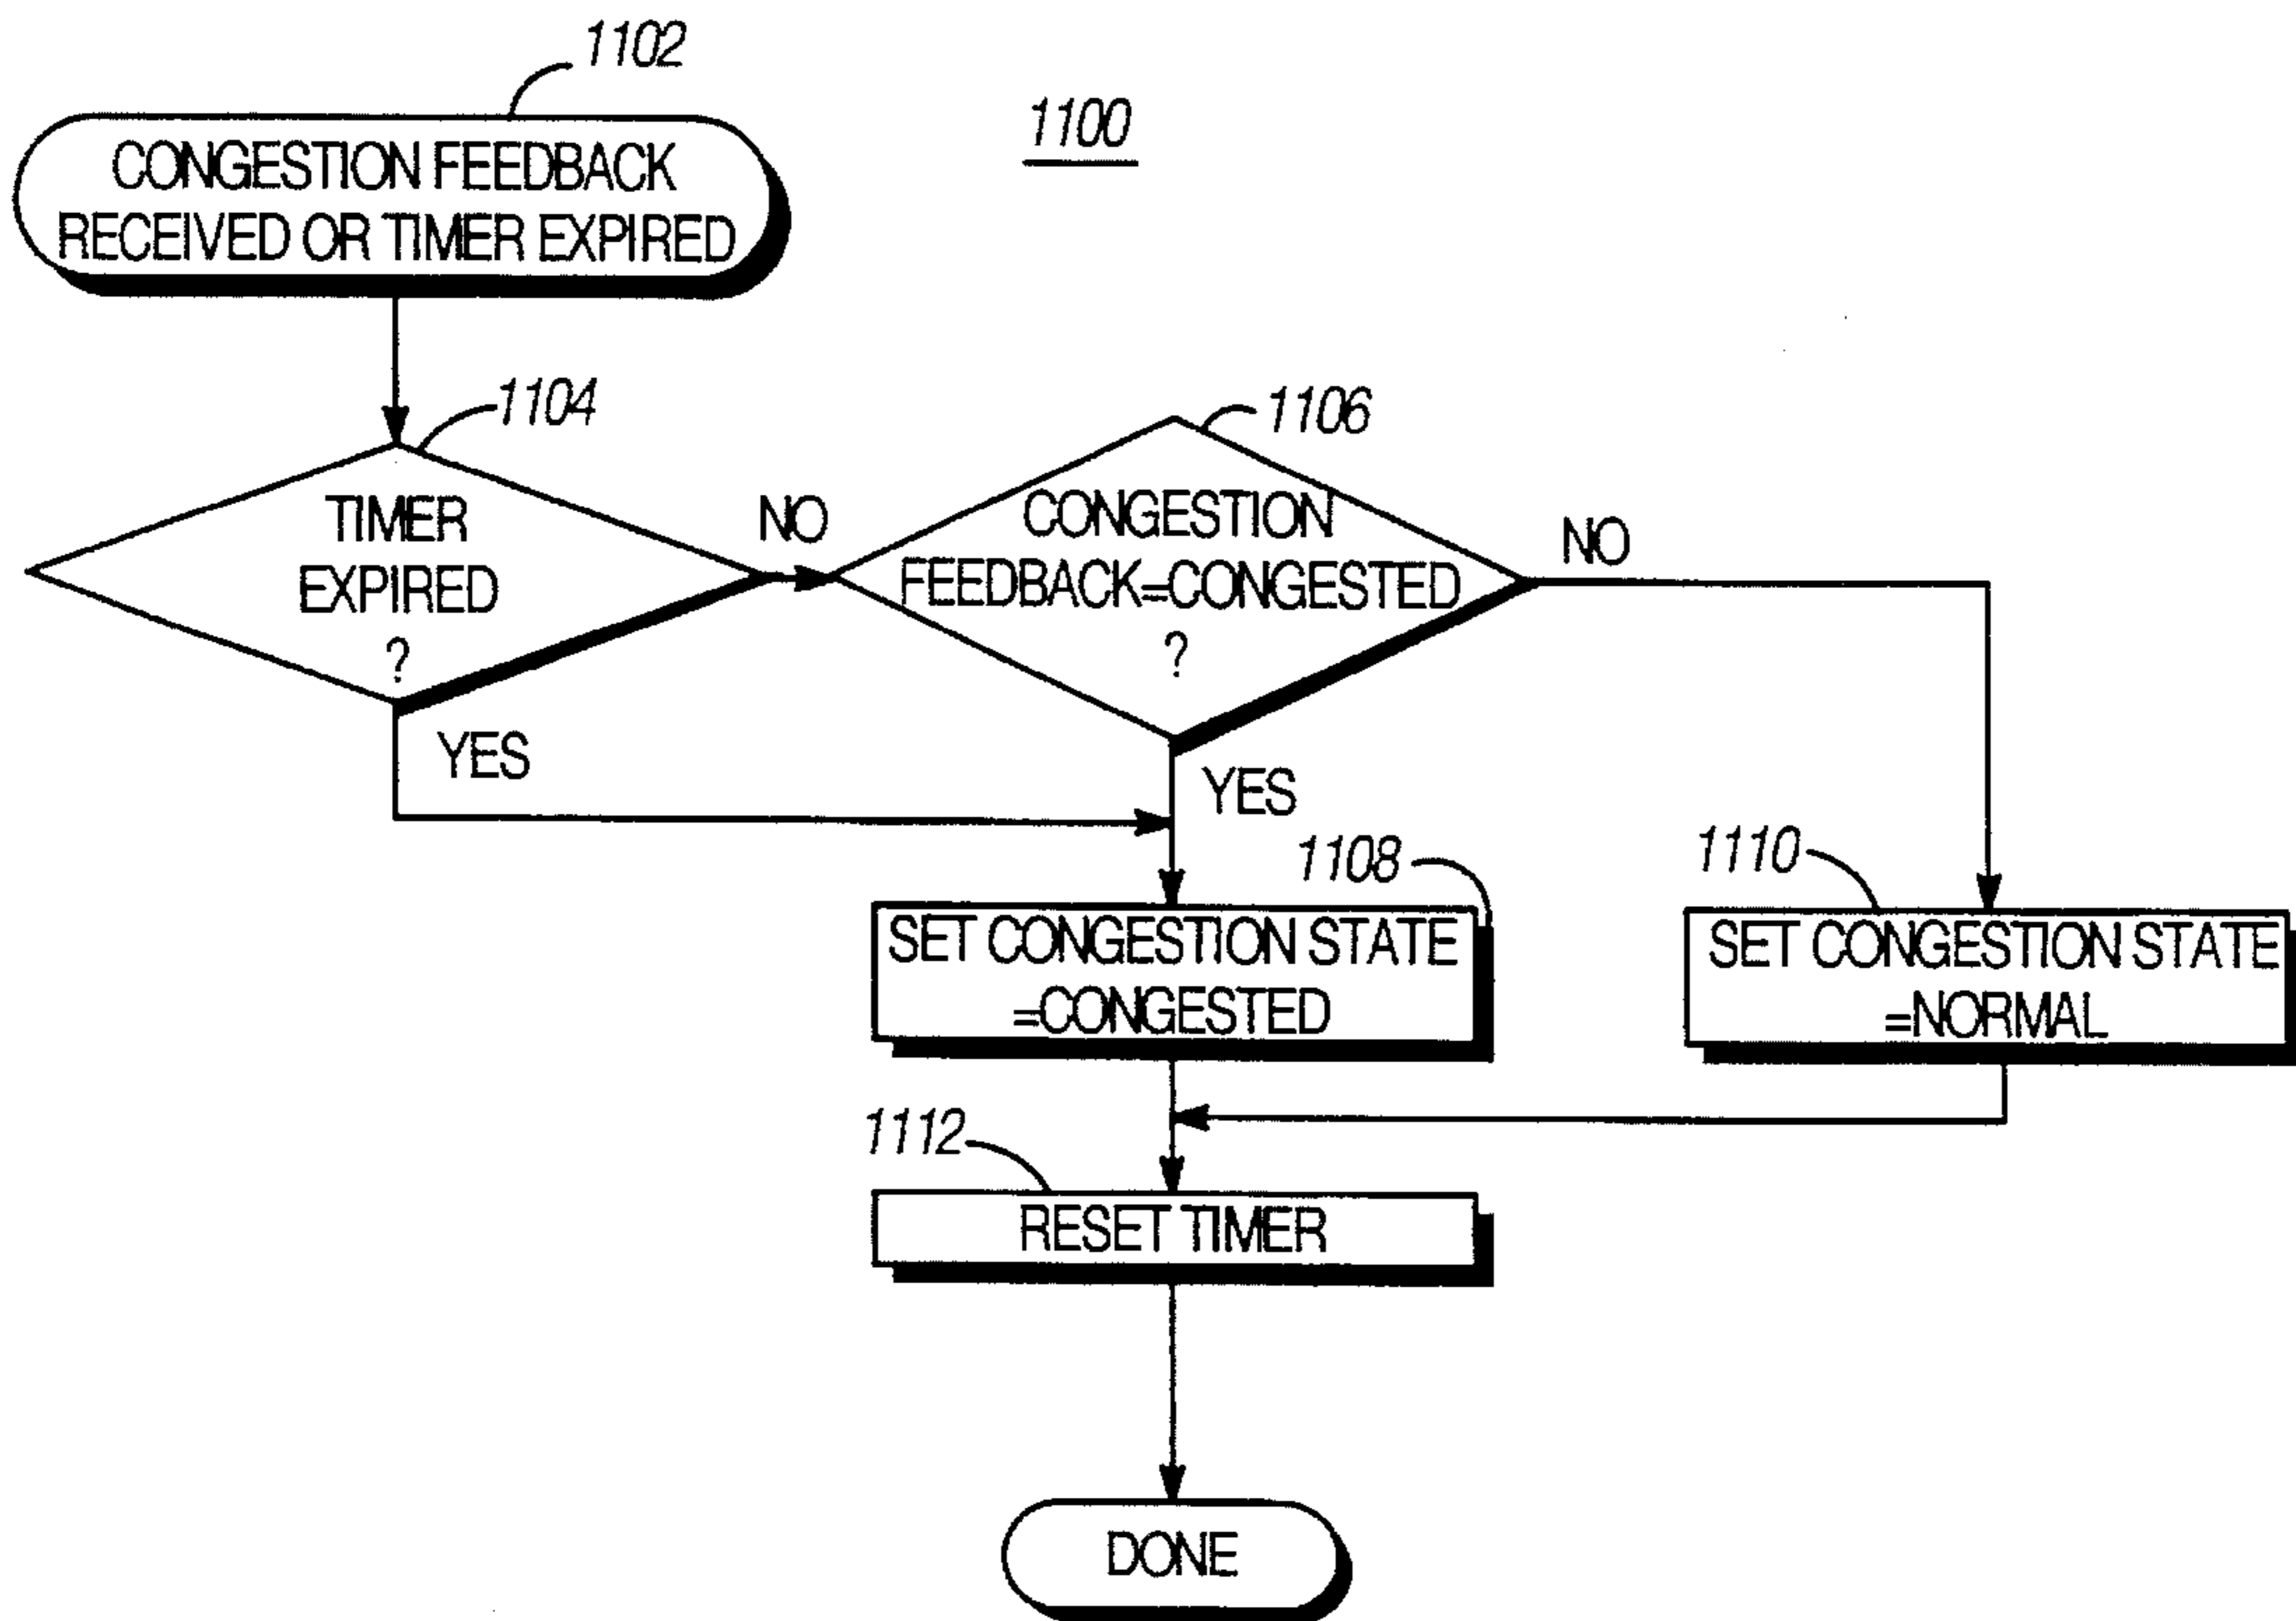 1102
1100
CONGESTION FEEDBACK
RECEIVED OR TIMER EXPIRED
1104
1106
TIMER
EXPIRED
?
NO
CONGESTION
FEEDBACK=CONGESTED
?
NO
YES
YES
1108
1110
SET CONGESTION STATE
=CONGESTED
SET CONGESTION STATE
=NORMAL
1112
RESET TIMER
DONE